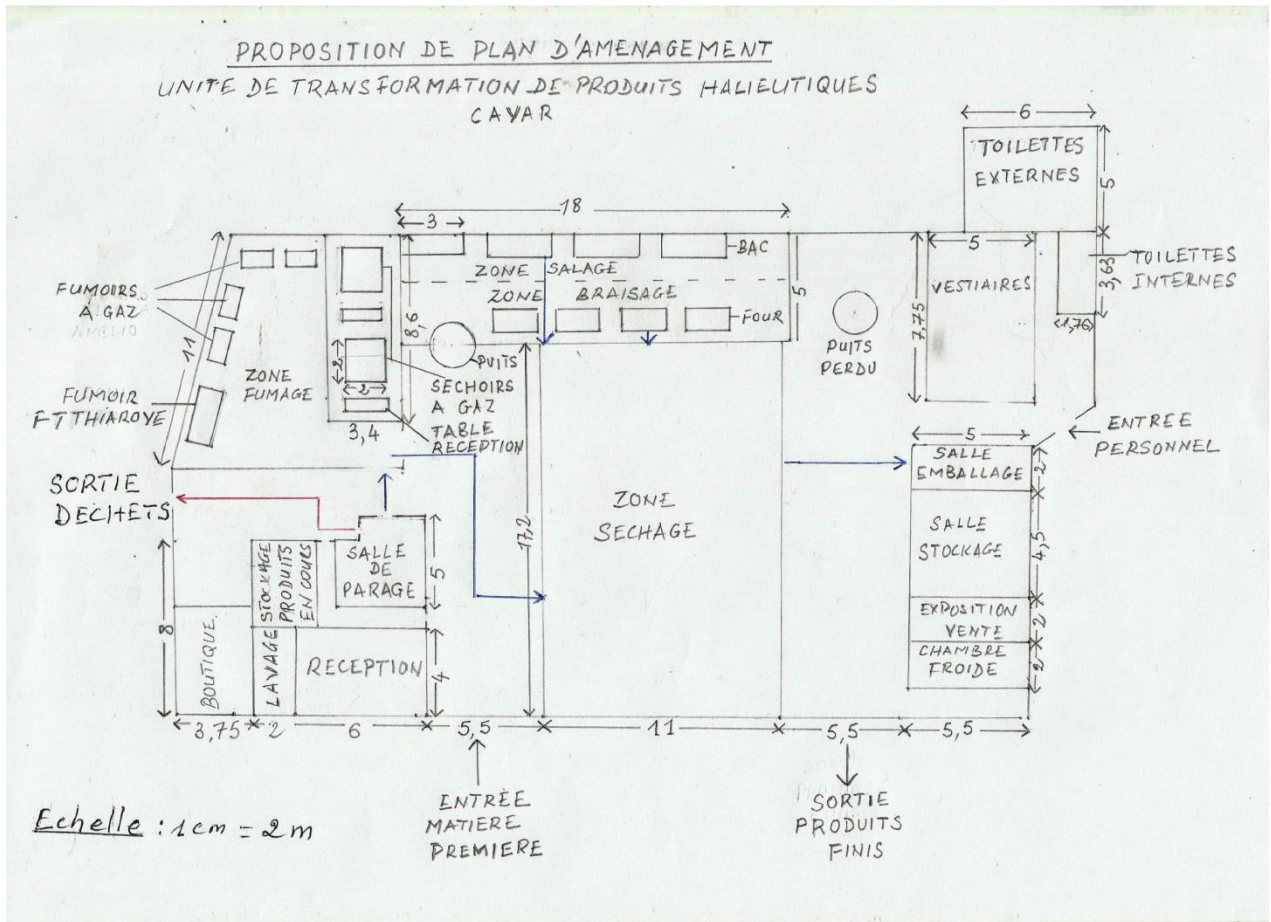 PROPOSITION DE PLAN D'AMENAGEMENT
UNITE DE TRANSFORMATION DE PRODUITS HALIEUTIQUES
CAYAR
6
TOILETTES
EXTERNES
5
18
3
BAC
ZONE SALAGE
ZONE BRAISAGE
FOUR
5
5
VESTIAIRES
7,75
TOILETTES
INTERNES
3,63
1,76
FUMOIRS
A GAZ
11
FUMOIR
FT THIAROYE
ZONE
FUMAGE
8,6
2
2
3,4
PUITS
SECHOIRS
A GAZ
TABLE
RECEPTION
PUITS
PERDU
ENTREE
PERSONNEL
5
SALLE
EMBALLAGE
2
SALLE
STOCKAGE
4,5
EXPOSITION
VENTE
2
CHAMBRE
FROIDE
2
SORTIE
DECHETS
ZONE
SECHAGE
17,2
SALLE
DE
PARAGE
5
STOCKAGE
PRODUITS
EN COURS
8
BOUTIQUE
LAVAGE
RECEPTION
4
3,75
2
6
5,5
11
5,5
5,5
ENTRÉE
MATIERE
PREMIERE
SORTIE
PRODUITS
FINIS
Echelle : 1 cm = 2 m